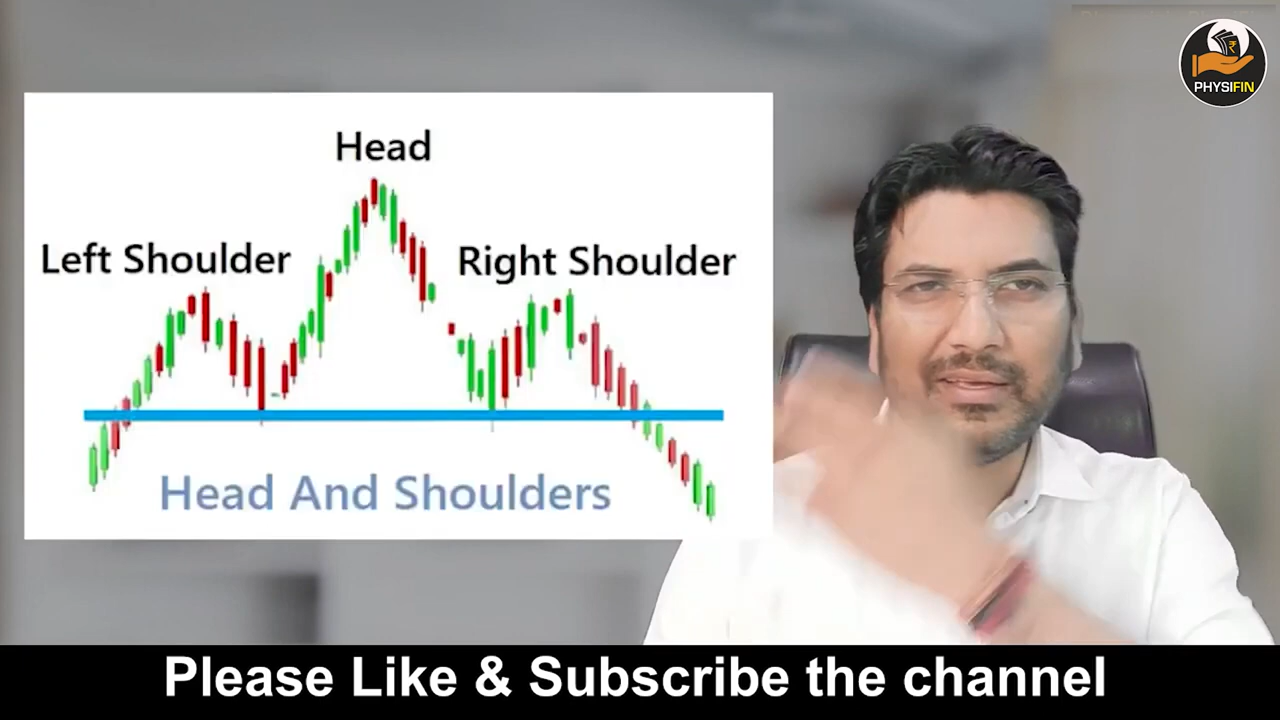 PHYSIFIN
Head
Left Shoulder
Right Shoulder
Head And Shoulders
Please Like & Subscribe the channel